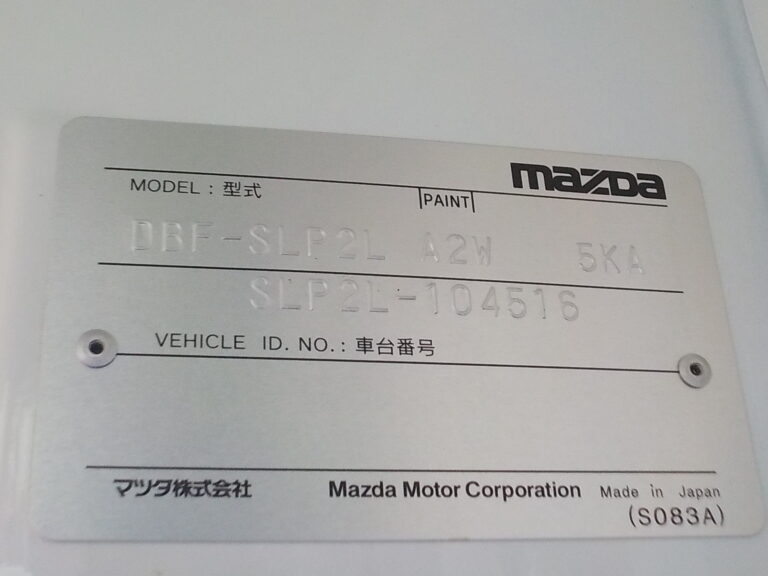 mazda
MODEL : 型式 PAINT
DBF-SLP2L A2W 5KA
SLP2L-104516
VEHICLE ID. NO. : 車台番号
マツダ株式会社 Mazda Motor Corporation Made in Japan
(S083A)